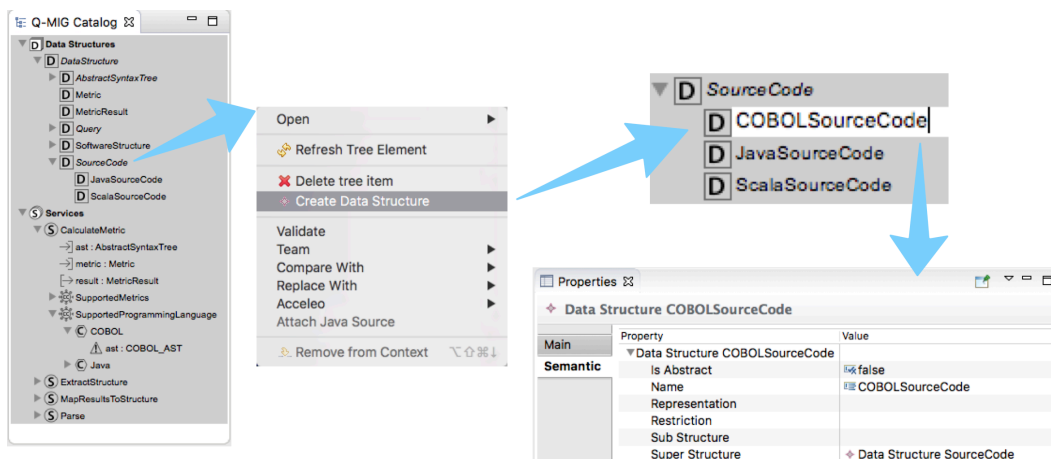 Q-MIG Catalog
D Data Structures
D DataStructure
D AbstractSyntaxTree
D Metric
D MetricResult
D Query
D SoftwareStructure
D SourceCode
D JavaSourceCode
D ScalaSourceCode
S Services
S CalculateMetric
ast : AbstractSyntaxTree
metric : Metric
result : MetricResult
SupportedMetrics
SupportedProgrammingLanguage
C COBOL
ast : COBOL_AST
C Java
S ExtractStructure
S MapResultsToStructure
S Parse
Open
Refresh Tree Element
Delete tree item
Create Data Structure
Validate
Team
Compare With
Replace With
Acceleo
Attach Java Source
Remove from Context ⌥⇧⌘↓
D SourceCode
D COBOLSourceCode
D JavaSourceCode
D ScalaSourceCode
Properties
Data Structure COBOLSourceCode
Main
Semantic
Property Value
Data Structure COBOLSourceCode
Is Abstract false
Name COBOLSourceCode
Representation
Restriction
Sub Structure
Super Structure Data Structure SourceCode